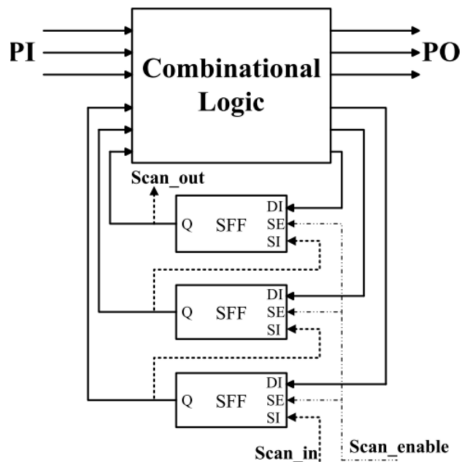 PI
Combinational
Logic
PO
Scan_out
DI
Q SFF SE
SI
DI
Q SFF SE
SI
DI
Q SFF SE
SI
Scan_in
Scan_enable